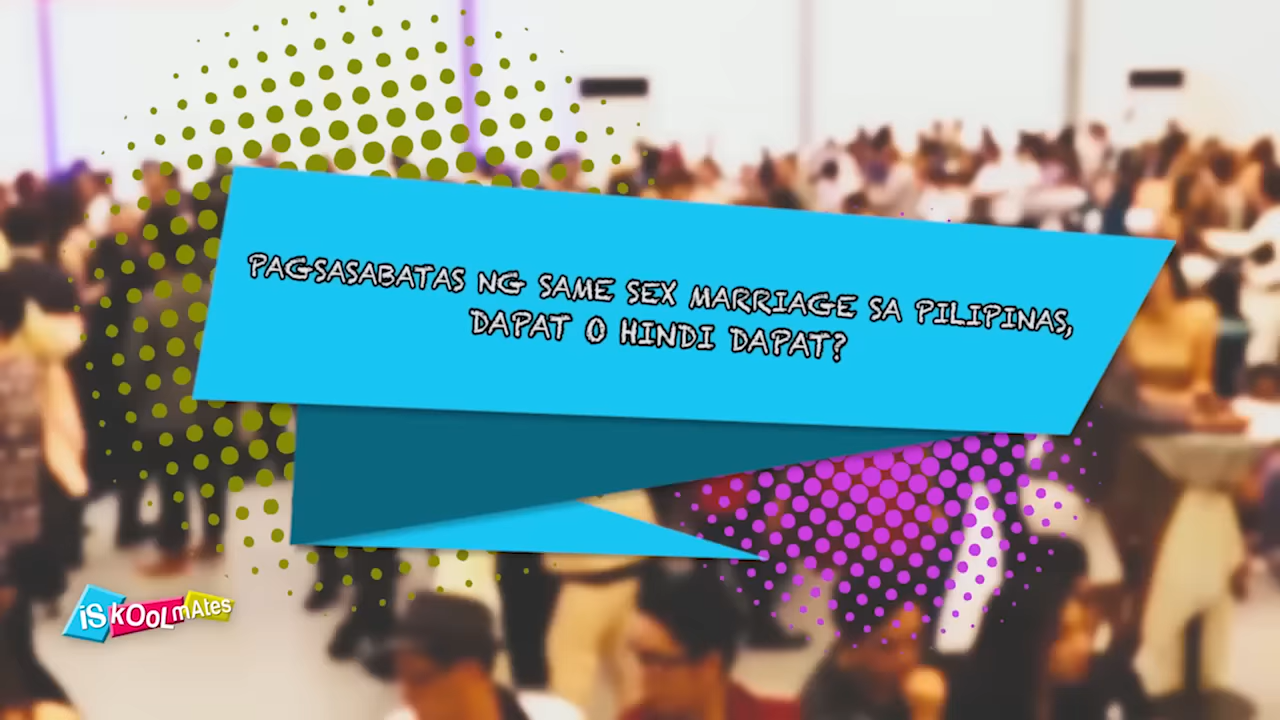 PAGSASABATAS NG SAME SEX MARRIAGE SA PILIPINAS,
DAPAT O HINDI DAPAT?
iSKOOLmAtes